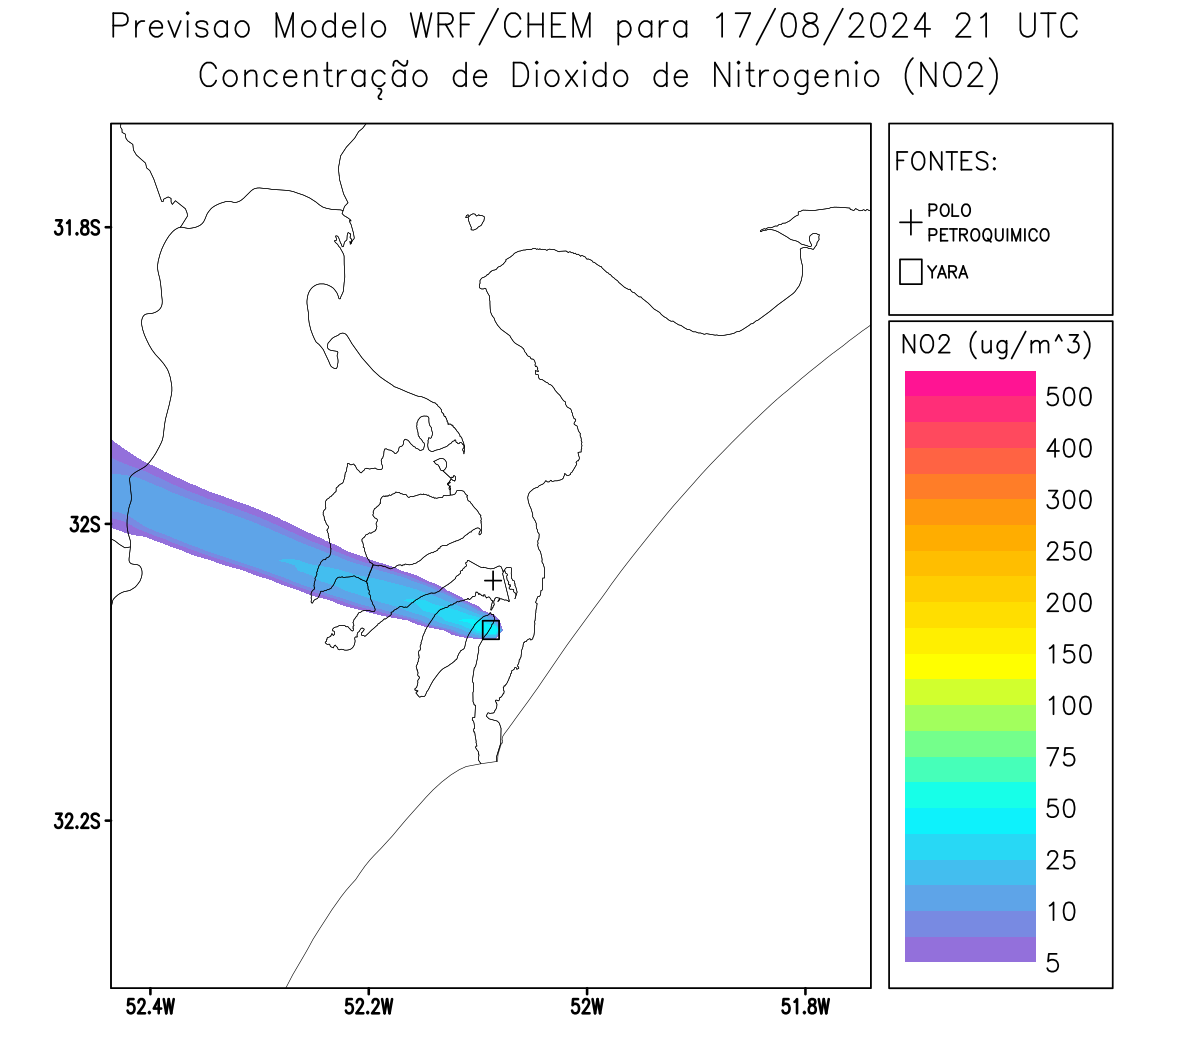 Previsao Modelo WRF/CHEM para 17/08/2024 21 UTC
Concentração de Dioxido de Nitrogenio (NO2)
FONTES:
POLO
PETROQUIMICO
YARA
NO2 (ug/m^3)
500
400
300
250
200
150
100
75
50
25
10
5
31.8S
32S
32.2S
52.4W
52.2W
52W
51.8W